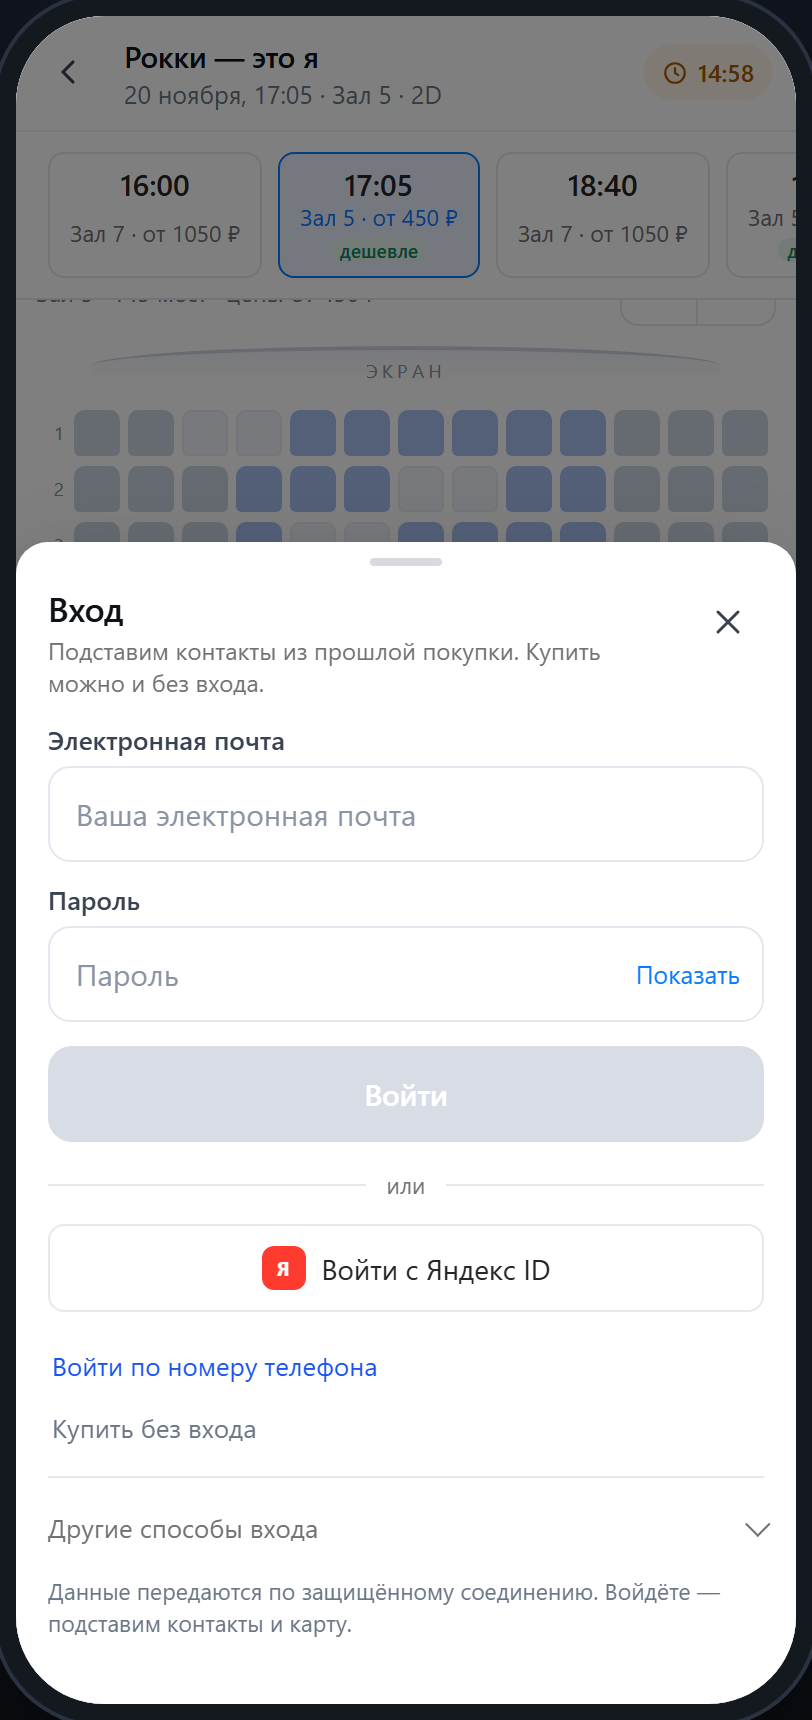 Рокки — это я
20 ноября, 17:05 · Зал 5 · 2D
14:58
16:00
Зал 7 · от 1050 ₽
17:05
Зал 5 · от 450 ₽
дешевле
18:40
Зал 7 · от 1050 ₽
Зал 5
ЭКРАН
1
2
Вход
Подставим контакты из прошлой покупки. Купить
можно и без входа.
Электронная почта
Ваша электронная почта
Пароль
Пароль
Показать
Войти
или
Я
Войти с Яндекс ID
Войти по номеру телефона
Купить без входа
Другие способы входа
Данные передаются по защищённому соединению. Войдёте —
подставим контакты и карту.